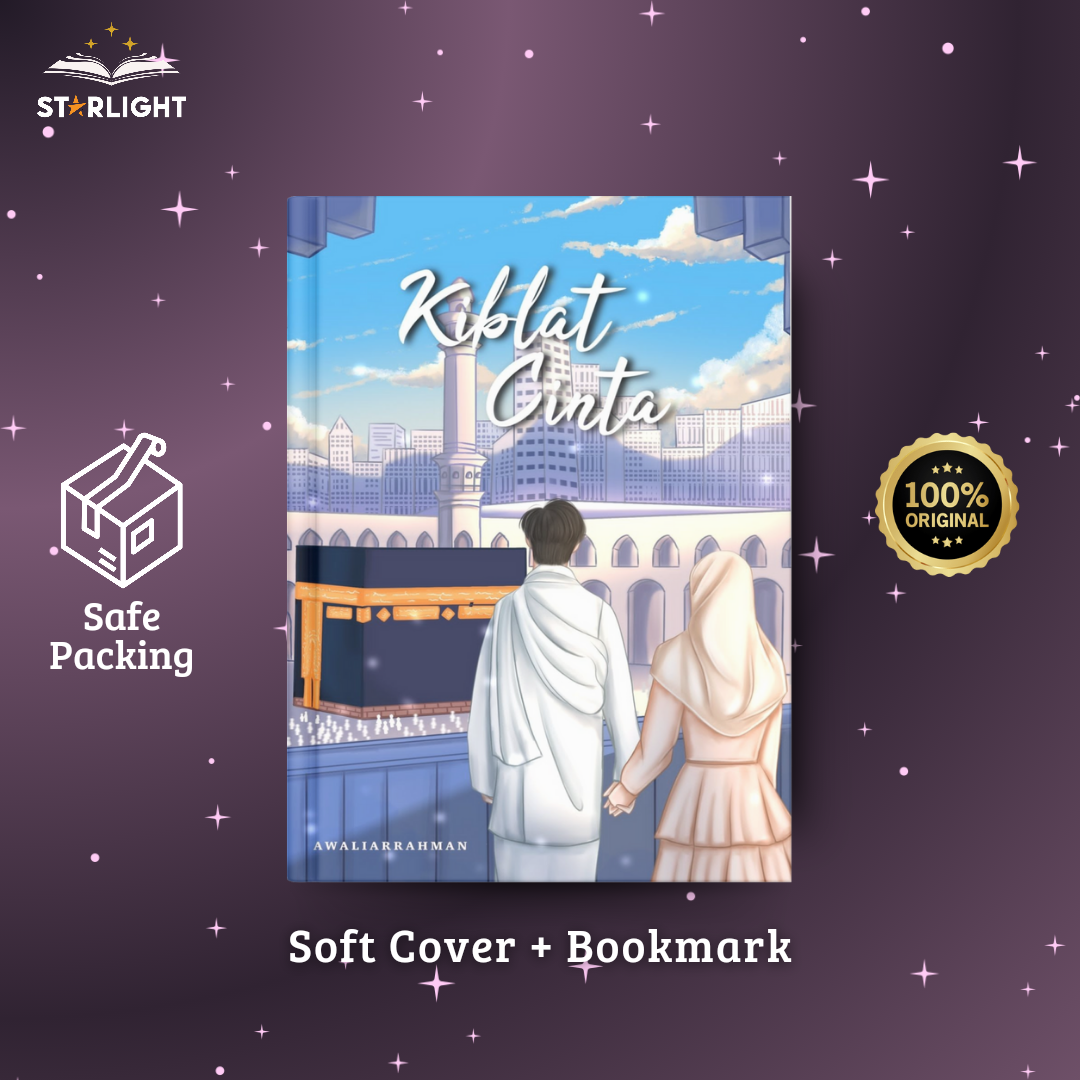 STARLIGHT
Kiblat
Cinta
Safe
Packing
100%
ORIGINAL
AWALIARRAHMAN
Soft Cover + Bookmark